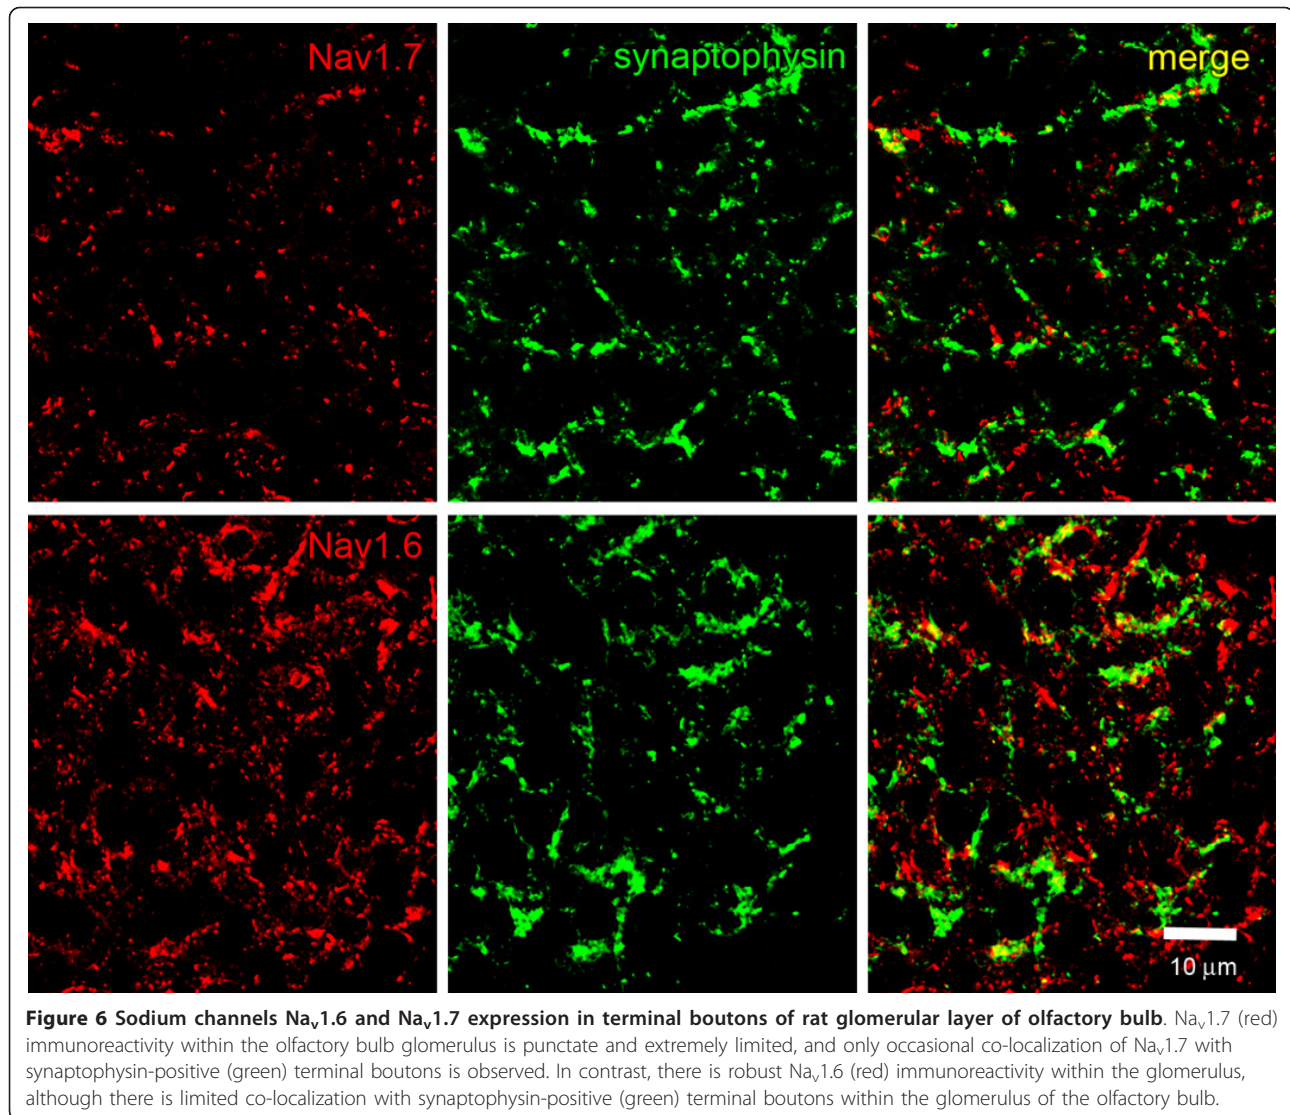 Nav1.7 synaptophysin merge
Nav1.6
10 μm
Figure 6 Sodium channels Nav1.6 and Nav1.7 expression in terminal boutons of rat glomerular layer of olfactory bulb. Nav1.7 (red)
immunoreactivity within the olfactory bulb glomerulus is punctate and extremely limited, and only occasional co-localization of Nav1.7 with
synaptophysin-positive (green) terminal boutons is observed. In contrast, there is robust Nav1.6 (red) immunoreactivity within the glomerulus,
although there is limited co-localization with synaptophysin-positive (green) terminal boutons within the glomerulus of the olfactory bulb.